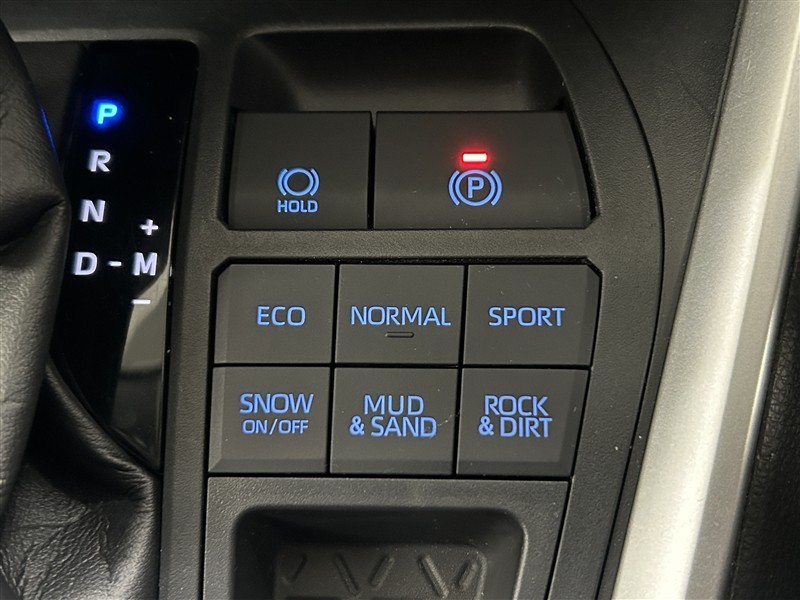 P
R
N
+
D - M
−
HOLD
(P)
ECO
NORMAL
SPORT
SNOW
ON/OFF
MUD
& SAND
ROCK
& DIRT